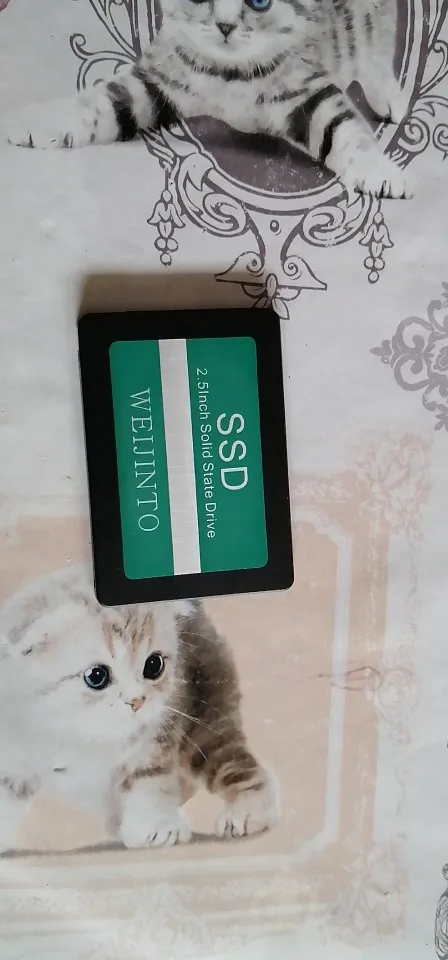 SSD
2.5Inch Solid State Drive
WEIJINTO